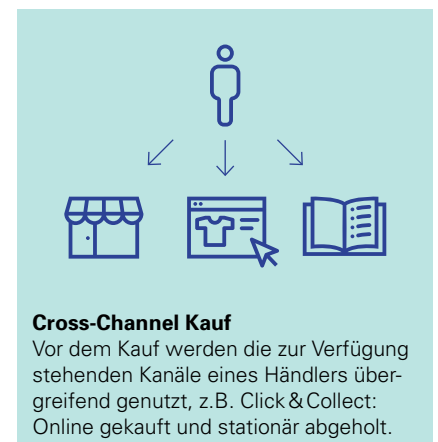 Cross-Channel Kauf
Vor dem Kauf werden die zur Verfügung
stehenden Kanäle eines Händlers über-
greifend genutzt, z.B. Click & Collect:
Online gekauft und stationär abgeholt.